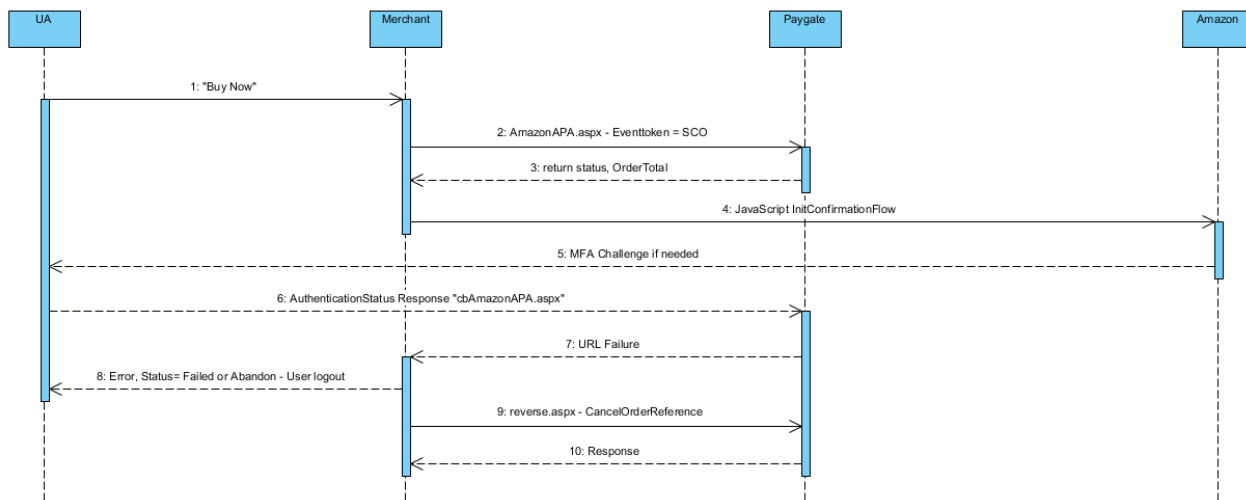 UA
Merchant
Paygate
Amazon
1: "Buy Now"
2: AmazonAPA.aspx - Eventtoken = SCO
3: return status, OrderTotal
4: JavaScript InitConfirmationFlow
5: MFA Challenge if needed
6: AuthenticationStatus Response "cbAmazonAPA.aspx"
7: URL Failure
8: Error, Status= Failed or Abandon - User logout
9: reverse.aspx - CancelOrderReference
10: Response